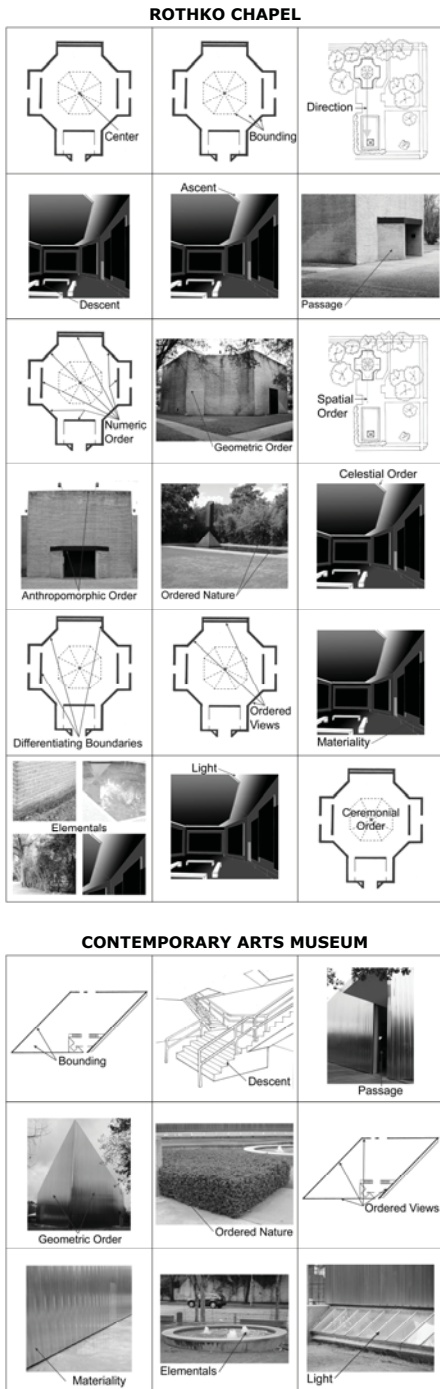 ROTHKO CHAPEL
Center
Bounding
Direction
Descent
Ascent
Passage
Numeric
Order
Geometric Order
Spatial
Order
Anthropomorphic Order
Ordered Nature
Celestial Order
Differentiating Boundaries
Ordered
Views
Materiality
Elementals
Light
Ceremonial
Order
CONTEMPORARY ARTS MUSEUM
Bounding
Descent
Passage
Geometric Order
Ordered Nature
Ordered Views
Materiality
Elementals
Light